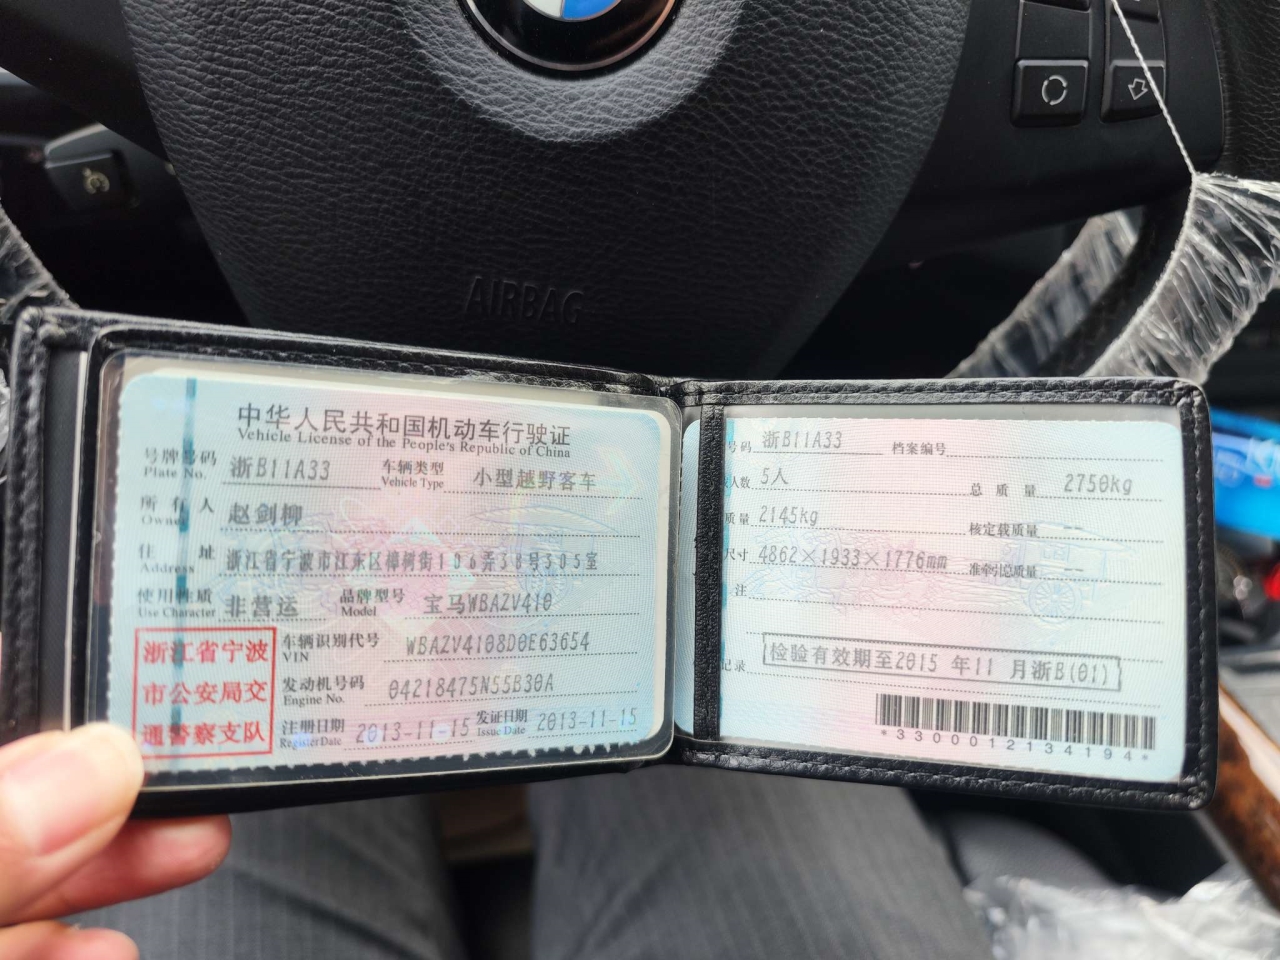 AIRBAG
中华人民共和国机动车行驶证
Vehicle License of the People's Republic of China
号牌号码 浙B11A33 车辆类型 小型越野客车
Plate No. Vehicle Type
所有人 赵剑柳
Owner
住址 浙江省宁波市江东区樟树街106弄38号505室
Address
使用性质 非营运 品牌型号 宝马WBAZV410
Use Character Model
浙江省宁波
市公安局交
通警察支队
车辆识别代号 WBAZV4108D0E63654
VIN
发动机号码 04218475N55B30A
Engine No.
注册日期 2013-11-15 发证日期 2013-11-15
Register Date Issue Date
号码 浙B11A33 档案编号
人数 5人 总质量 2750kg
质量 2145kg 核定载质量 --
尺寸 4862×1933×1776mm 准牵引总质量 --
注
记录 检验有效期至2015年11月浙B(01)
*3300012134194*